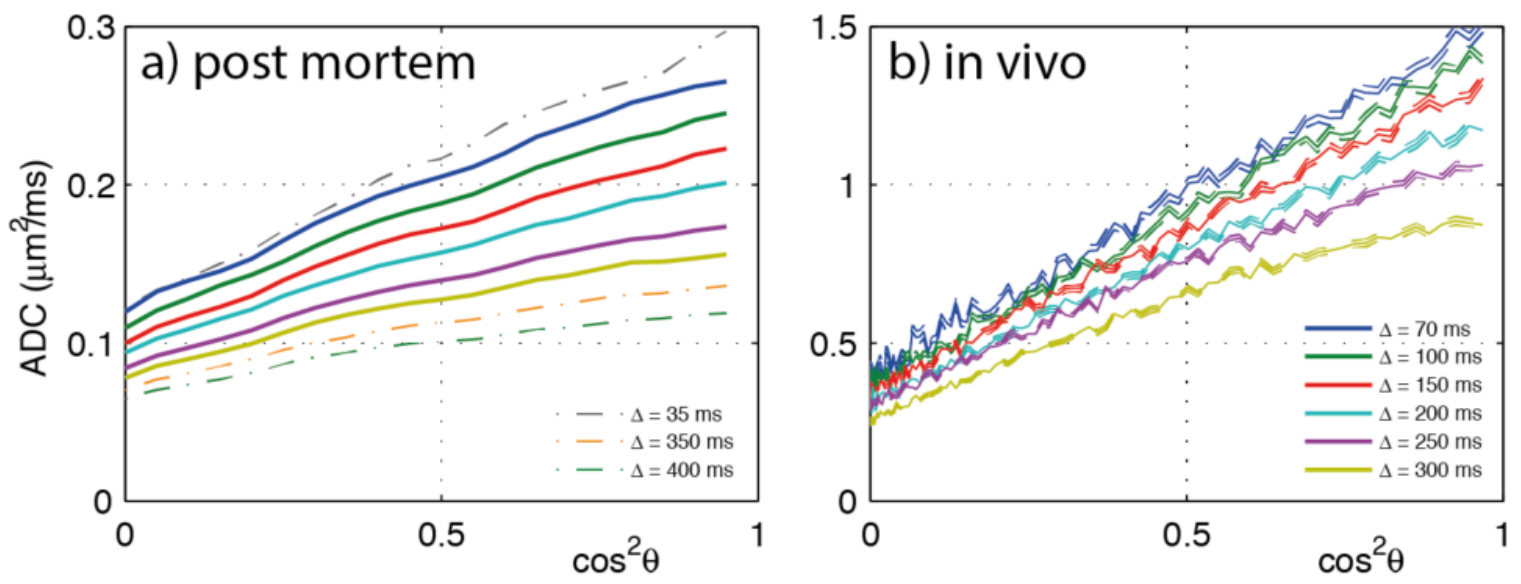 a) post mortem
0.3
0.2
0.1
0
ADC (μm²/ms)
Δ = 35 ms
Δ = 350 ms
Δ = 400 ms
0
0.5
1
cos²θ
b) in vivo
1.5
1
0.5
0
Δ = 70 ms
Δ = 100 ms
Δ = 150 ms
Δ = 200 ms
Δ = 250 ms
Δ = 300 ms
0
0.5
1
cos²θ